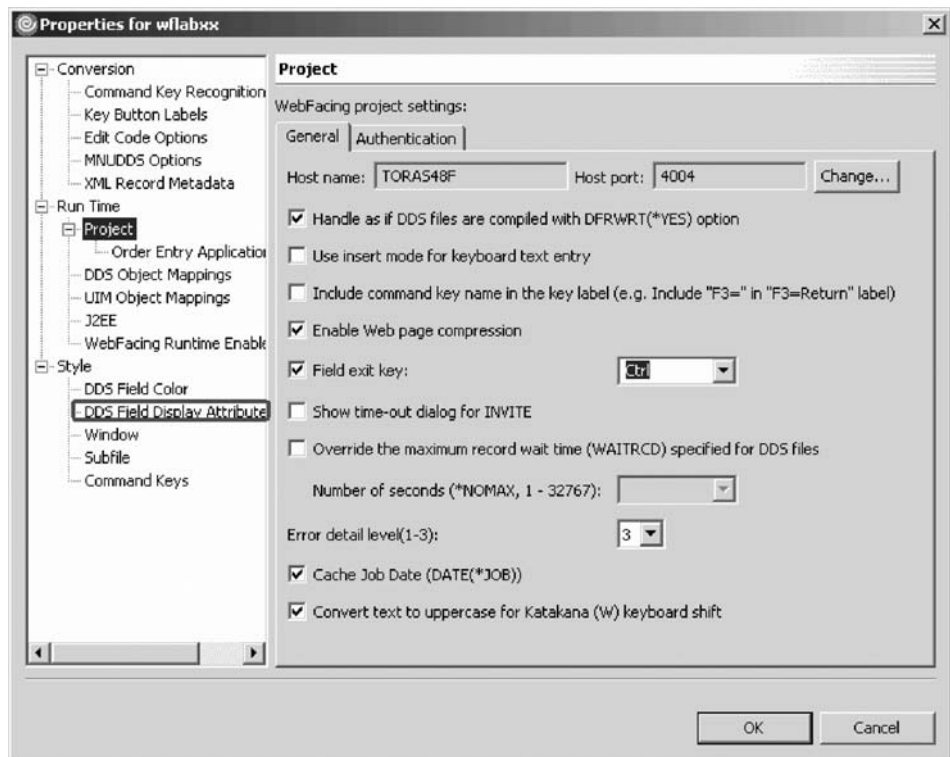 Properties for wflabxx
Conversion
Command Key Recognition
Key Button Labels
Edit Code Options
MNUDDS Options
XML Record Metadata
Run Time
Project
Order Entry Applicatio
DDS Object Mappings
UIM Object Mappings
J2EE
WebFacing Runtime Enable
Style
DDS Field Color
DDS Field Display Attribute
Window
Subfile
Command Keys
Project
WebFacing project settings:
General Authentication
Host name: TORAS48F Host port: 4004 Change...
Handle as if DDS files are compiled with DFRWRT(*YES) option
Use insert mode for keyboard text entry
Include command key name in the key label (e.g. Include "F3=" in "F3=Return" label)
Enable Web page compression
Field exit key: Ctrl
Show time-out dialog for INVITE
Override the maximum record wait time (WAITRCD) specified for DDS files
Number of seconds (*NOMAX, 1 - 32767):
Error detail level(1-3): 3
Cache Job Date (DATE(*JOB))
Convert text to uppercase for Katakana (W) keyboard shift
OK Cancel